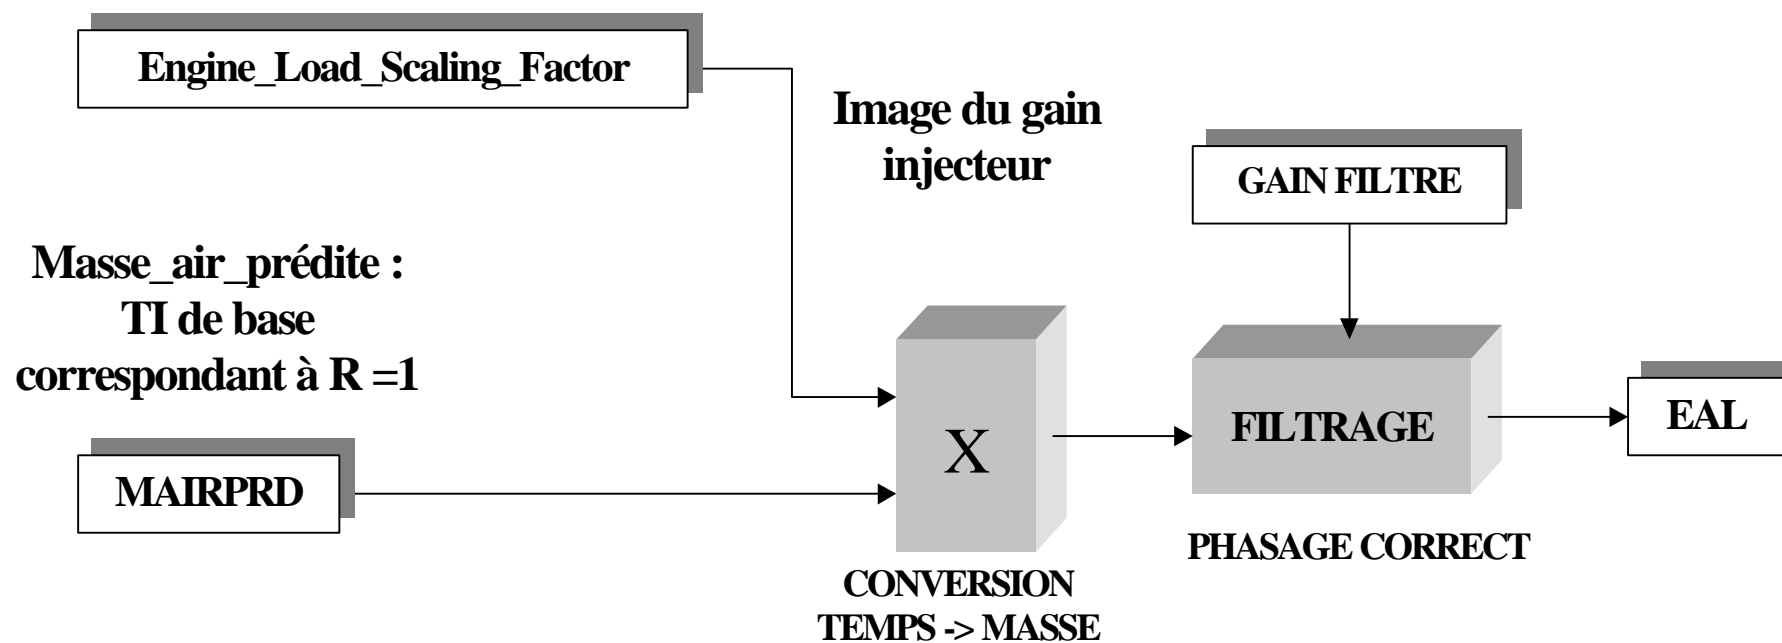 Engine_Load_Scaling_Factor
Image du gain
injecteur
GAIN FILTRE
Masse_air_prédite :
TI de base
correspondant à R =1
MAIRPRD
X
FILTRAGE
EAL
PHASAGE CORRECT
CONVERSION
TEMPS -> MASSE